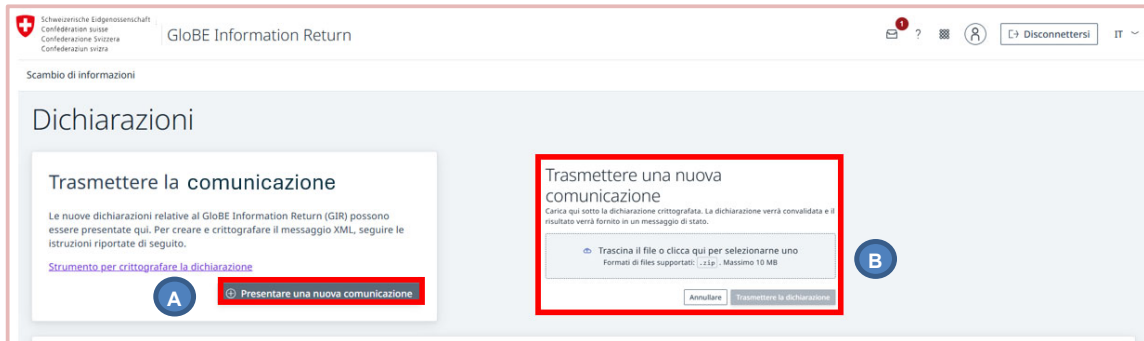 Schweizerische Eidgenossenschaft
Confédération suisse
Confederazione Svizzera
Confederaziun svizra
GloBE Information Return
1
?
Disconnettersi
IT
Scambio di informazioni
Dichiarazioni
Trasmettere la comunicazione
Le nuove dichiarazioni relative al GloBE Information Return (GIR) possono
essere presentate qui. Per creare e crittografare il messaggio XML, seguire le
istruzioni riportate di seguito.
Strumento per crittografare la dichiarazione
A
Presentare una nuova comunicazione
Trasmettere una nuova
comunicazione
Carica qui sotto la dichiarazione crittografata. La dichiarazione verrà convalidata e il
risultato verrà fornito in un messaggio di stato.
Trascina il file o clicca qui per selezionarne uno
Formati di files supportati: .zip. Massimo 10 MB
Annullare
Trasmettere la dichiarazione
B